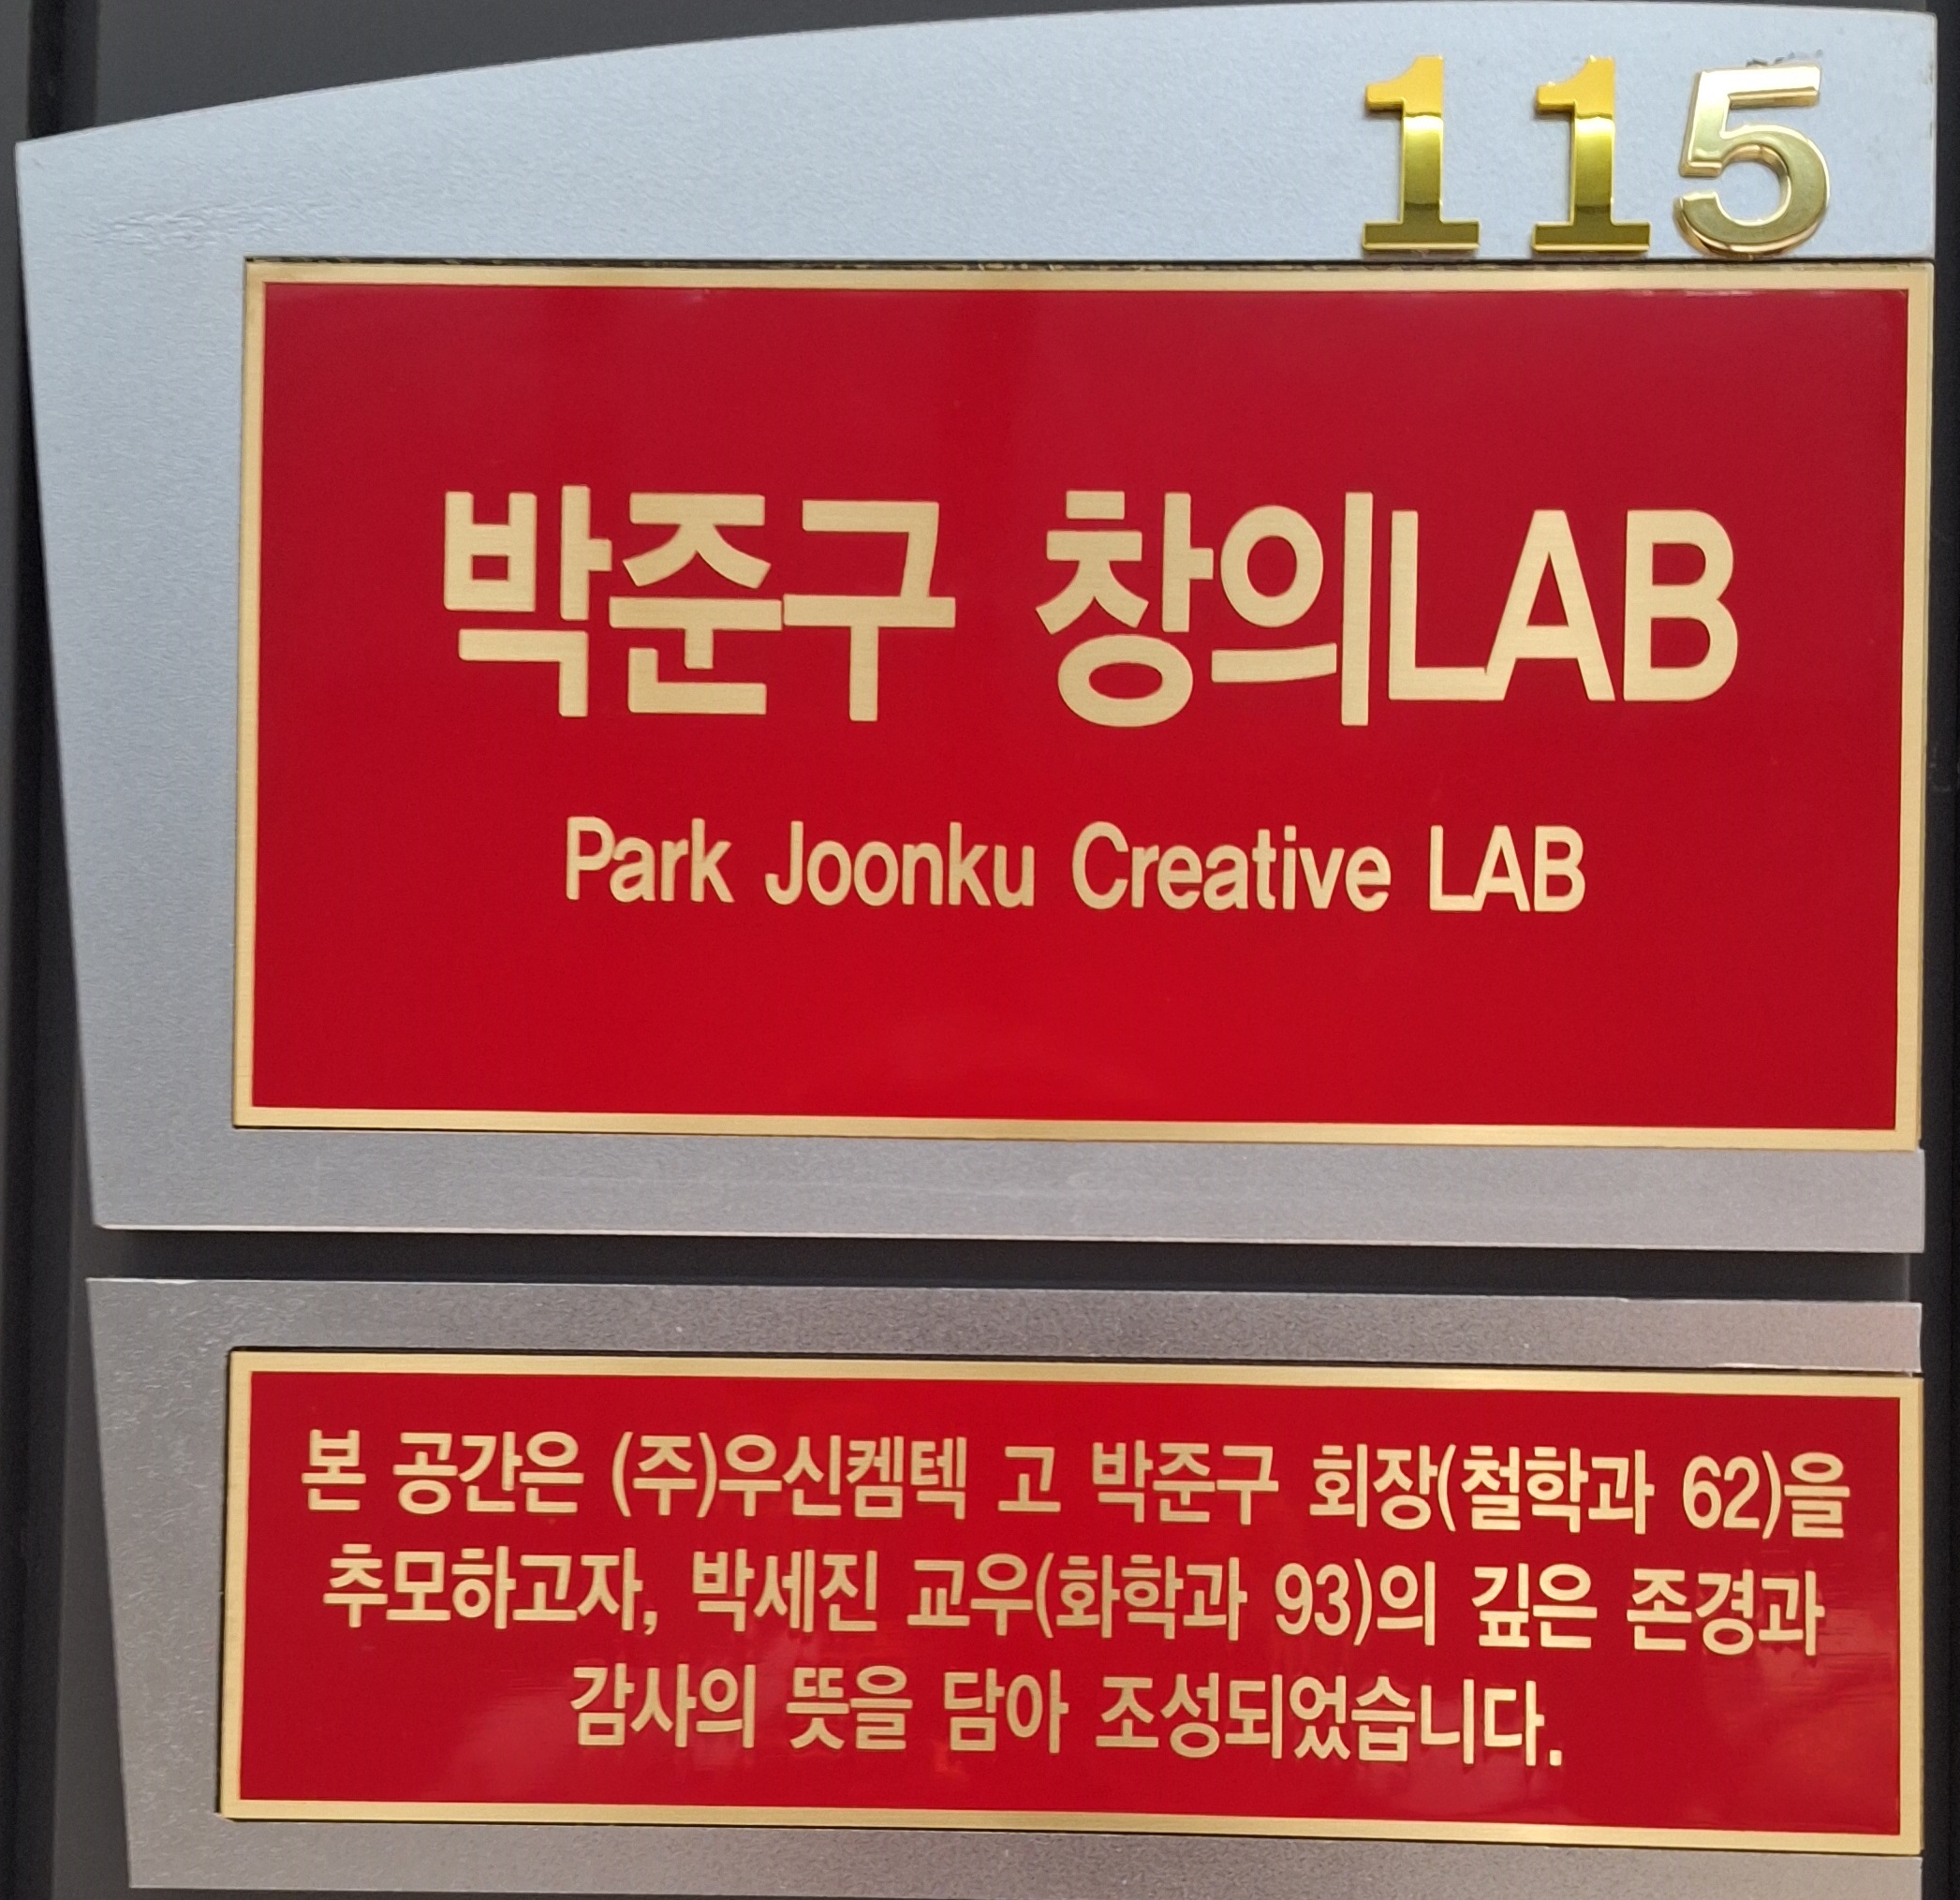 115
박준구 창의LAB
Park Joonku Creative LAB
본 공간은 (주)우신켐텍 고 박준구 회장(철학과 62)을
추모하고자, 박세진 교우(화학과 93)의 깊은 존경과
감사의 뜻을 담아 조성되었습니다.